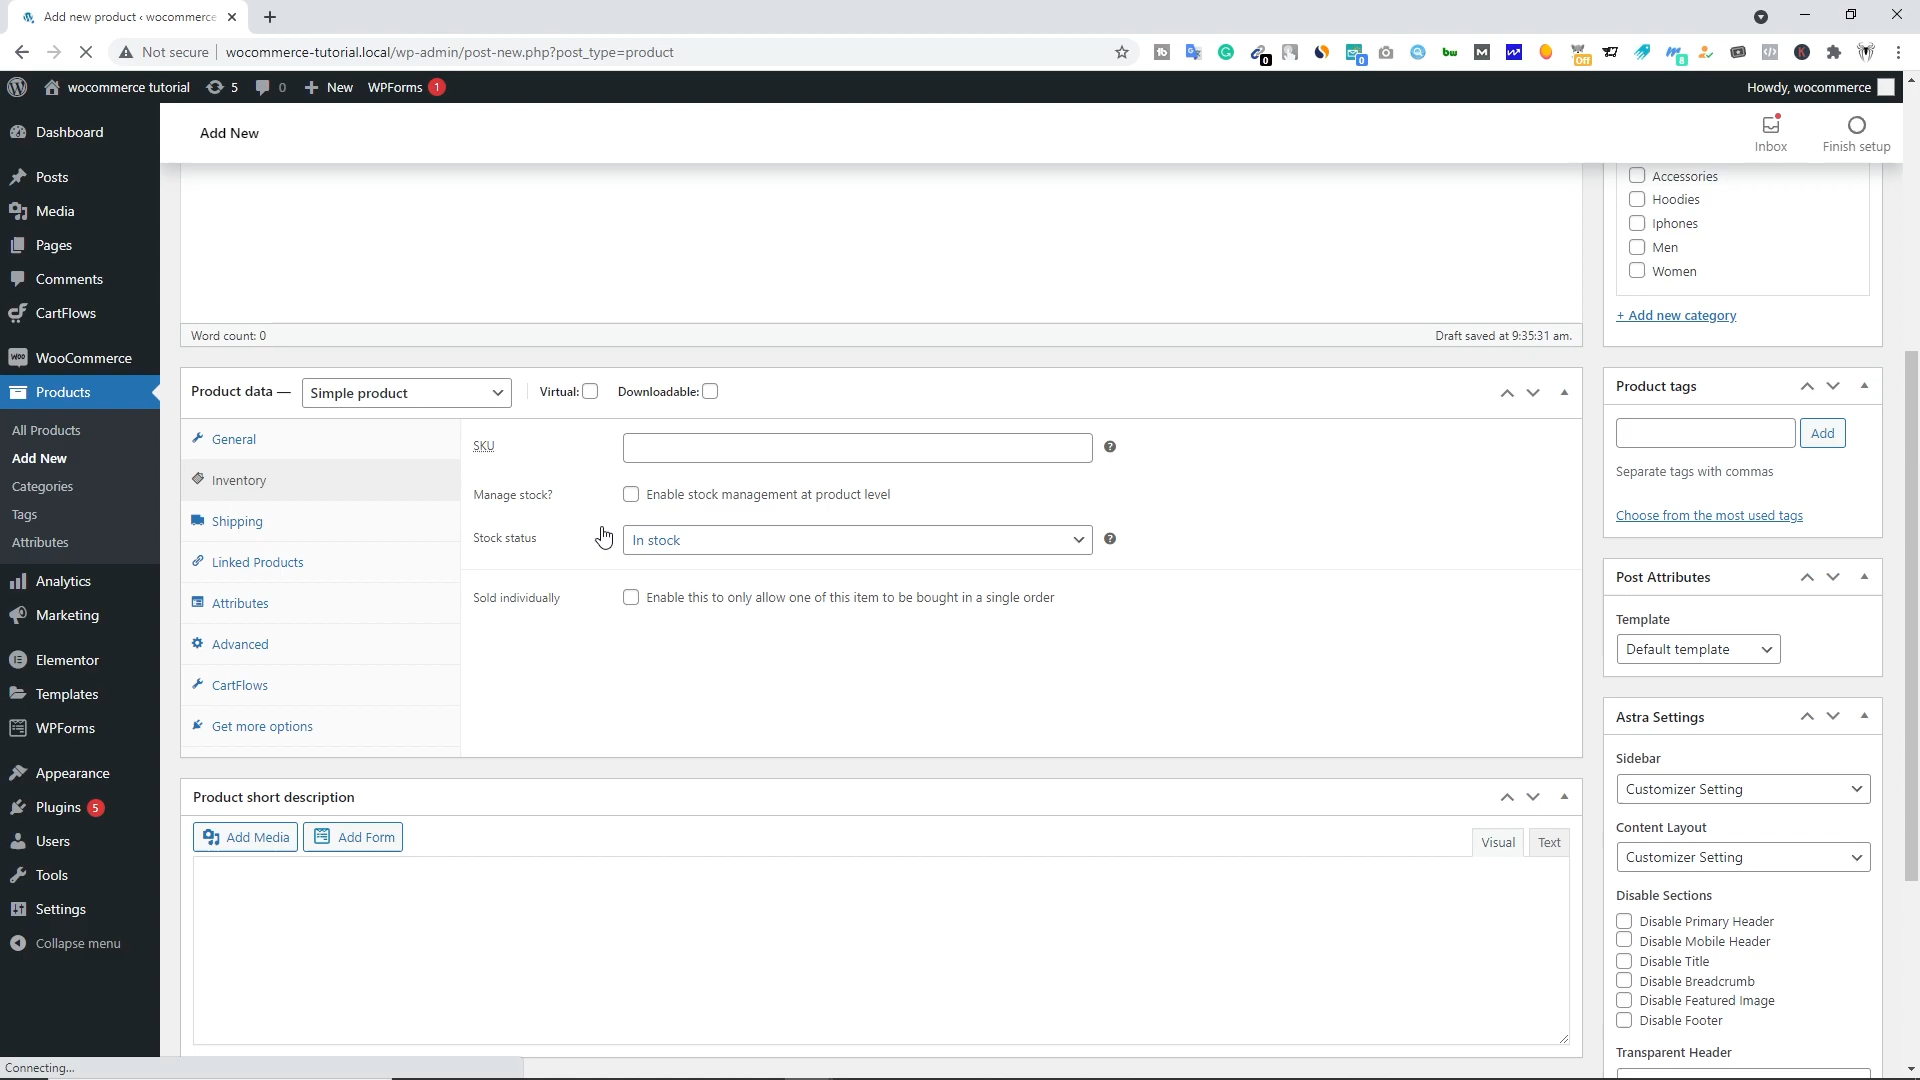 Add new product ‹ wocommerce
Not secure
wocommerce-tutorial.local/wp-admin/post-new.php?post_type=product
wocommerce tutorial
5
0
New
WPForms
1
Howdy, wocommerce
Add New
Inbox
Finish setup
Dashboard
Posts
Media
Pages
Comments
CartFlows
WooCommerce
Products
All Products
Add New
Categories
Tags
Attributes
Analytics
Marketing
Elementor
Templates
WPForms
Appearance
Plugins 5
Users
Tools
Settings
Collapse menu
Connecting...
Word count: 0
Draft saved at 9:35:31 am.
Product data —
Simple product
Virtual:
Downloadable:
General
Inventory
Shipping
Linked Products
Attributes
Advanced
CartFlows
Get more options
SKU
Manage stock?
Enable stock management at product level
Stock status
In stock
Sold individually
Enable this to only allow one of this item to be bought in a single order
Product short description
Add Media
Add Form
Visual
Text
Accessories
Hoodies
Iphones
Men
Women
+ Add new category
Product tags
Add
Separate tags with commas
Choose from the most used tags
Post Attributes
Template
Default template
Astra Settings
Sidebar
Customizer Setting
Content Layout
Customizer Setting
Disable Sections
Disable Primary Header
Disable Mobile Header
Disable Title
Disable Breadcrumb
Disable Featured Image
Disable Footer
Transparent Header